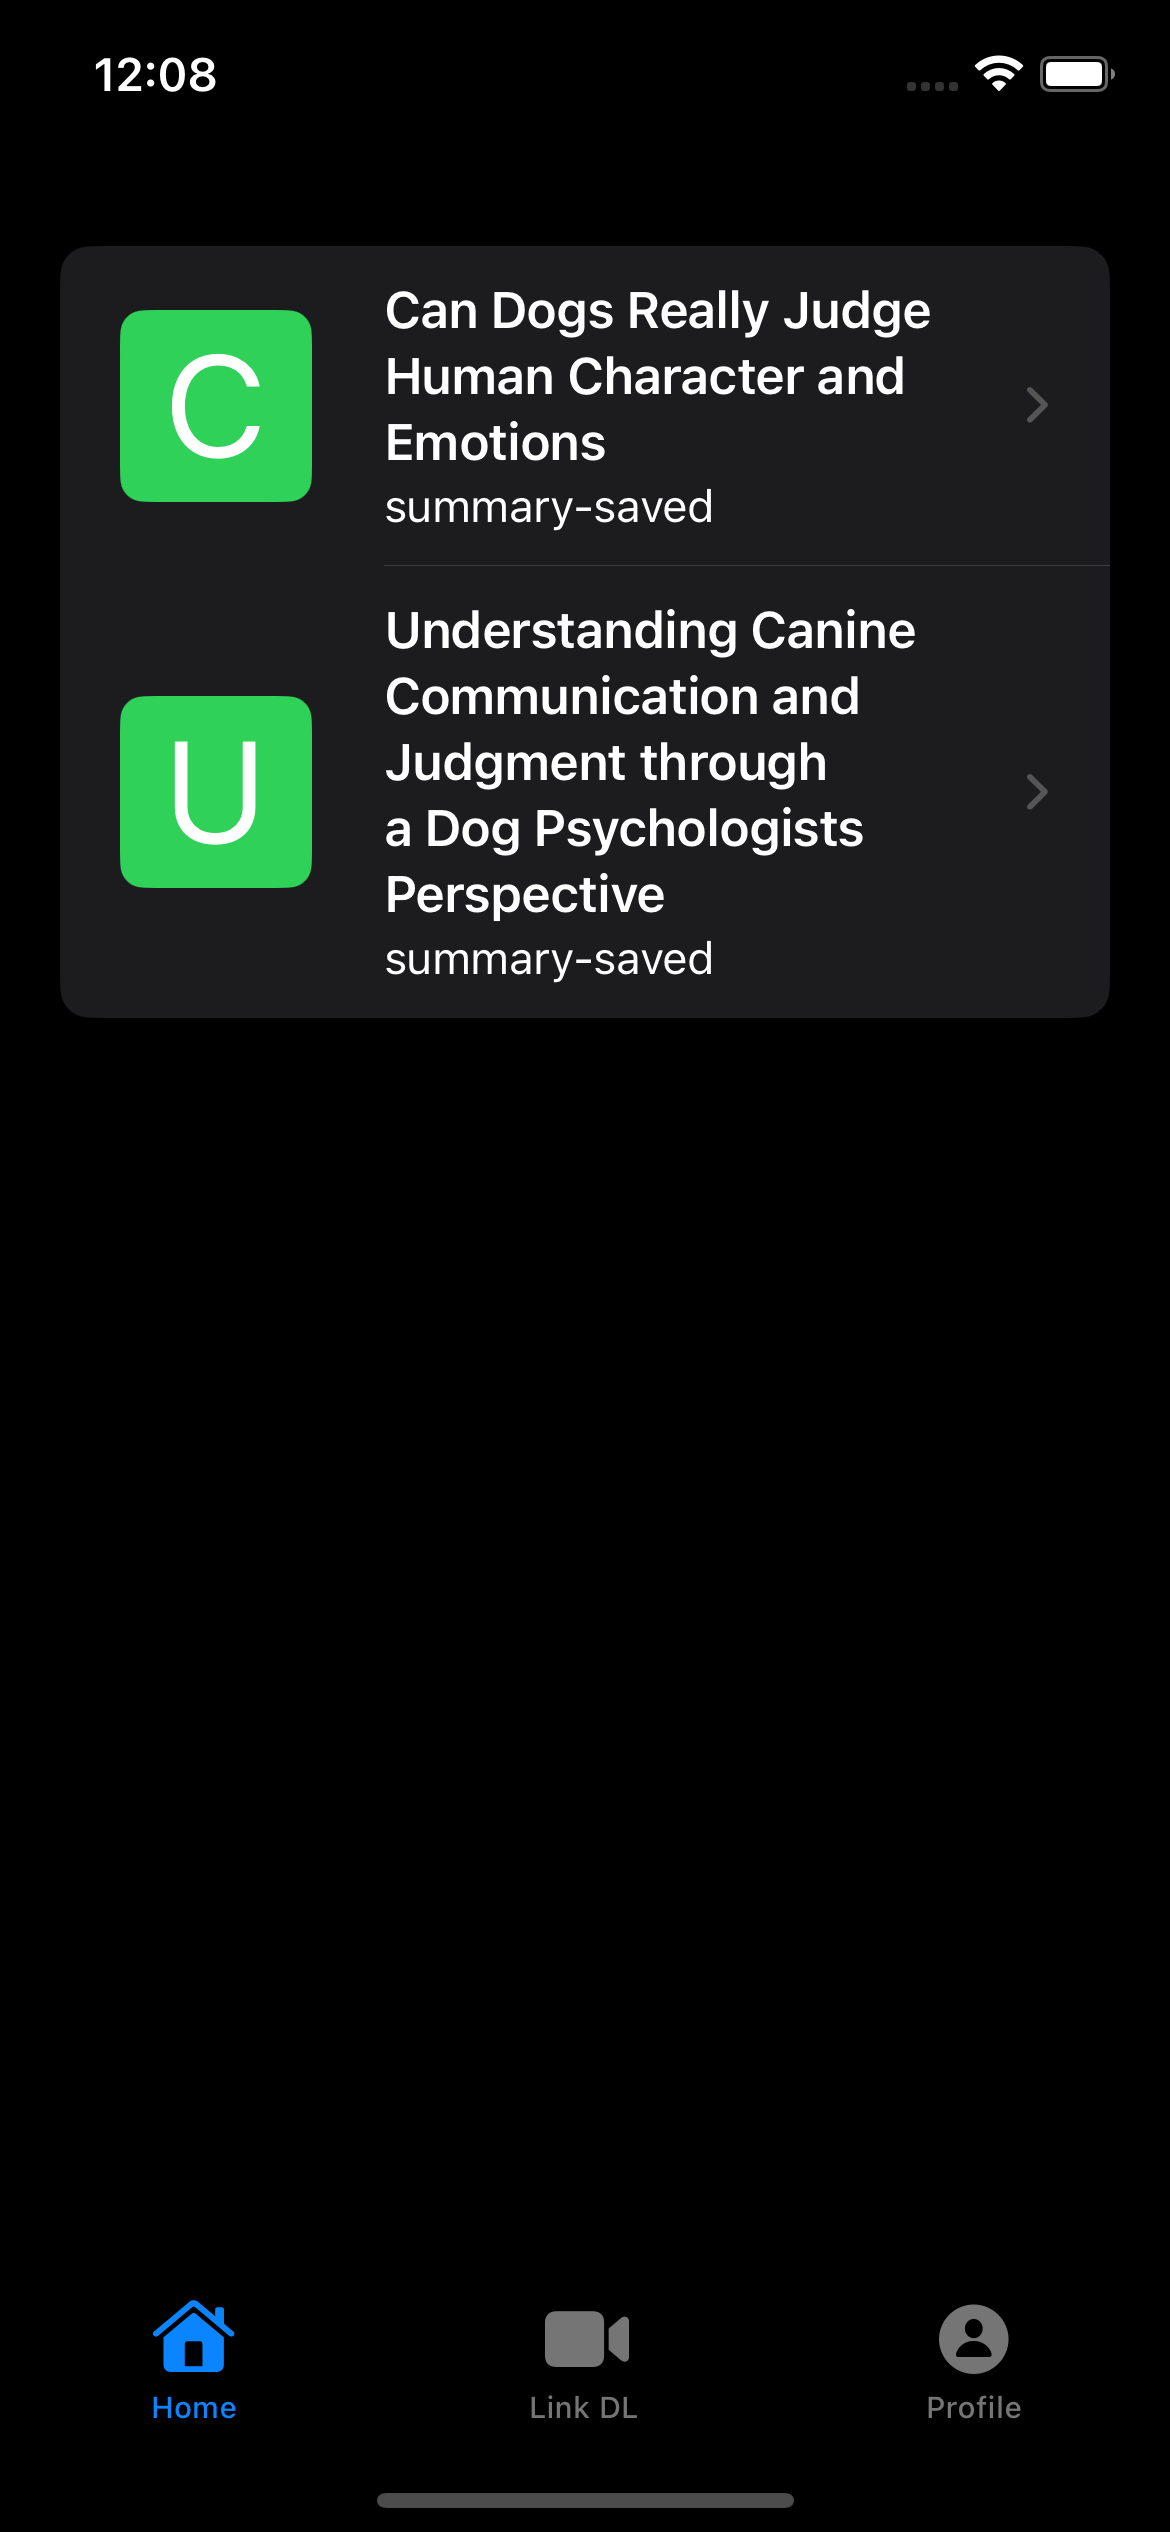 12:08
C
Can Dogs Really Judge
Human Character and
Emotions
summary-saved
U
Understanding Canine
Communication and
Judgment through
a Dog Psychologists
Perspective
summary-saved
Home
Link DL
Profile